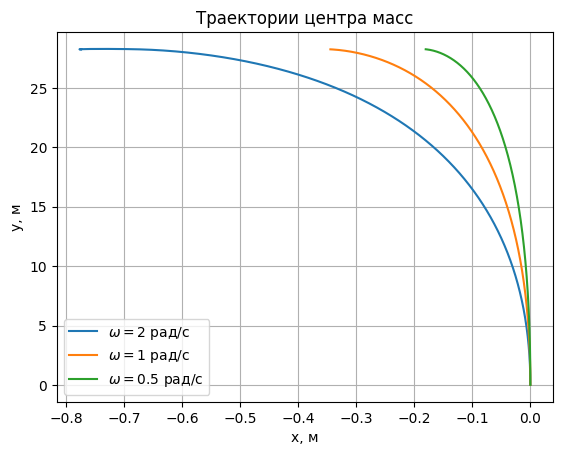 Траектории центра масс
y, м
25
20
15
10
5
0
ω = 2 рад/с
ω = 1 рад/с
ω = 0.5 рад/с
−0.8 −0.7 −0.6 −0.5 −0.4 −0.3 −0.2 −0.1 0.0
x, м